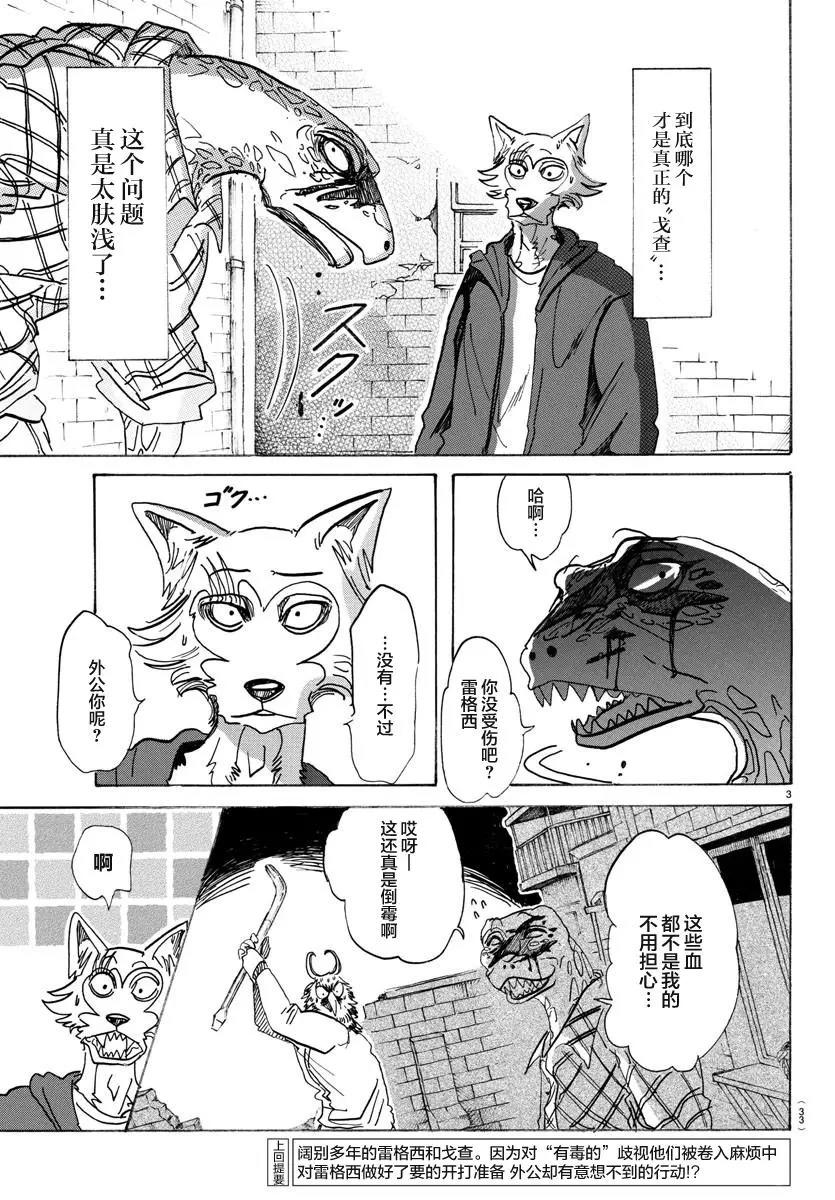 到底哪个
才是真正的〝戈查〟…
这个问题
真是太肤浅了…
スクッ
哈啊…
你没受伤吧？
雷格西
ゴク…
…没有…不过
外公你呢？
3
这些血
都不是我的
不用担心…
哎呀—
这还真是倒霉啊
啊
（33）
上回提要
阔别多年的雷格西和戈查。因为对“有毒的”歧视他们被卷入麻烦中
对雷格西做好了要的开打准备 外公却有意想不到的行动!?